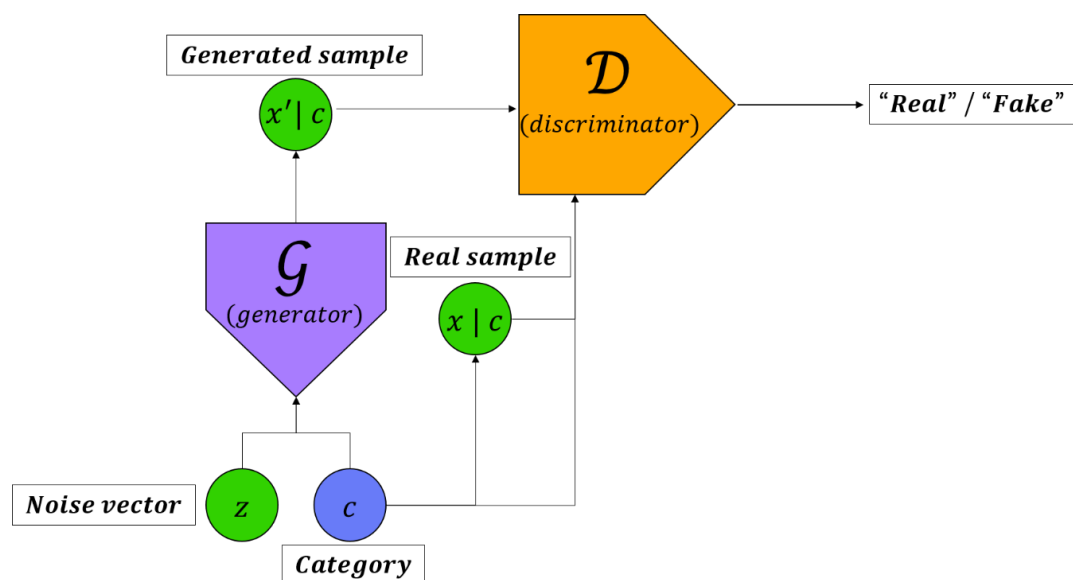 Generated sample
x′ | c
𝒟
(discriminator)
“Real” / “Fake”
𝒢
(generator)
Real sample
x | c
Noise vector
z
c
Category